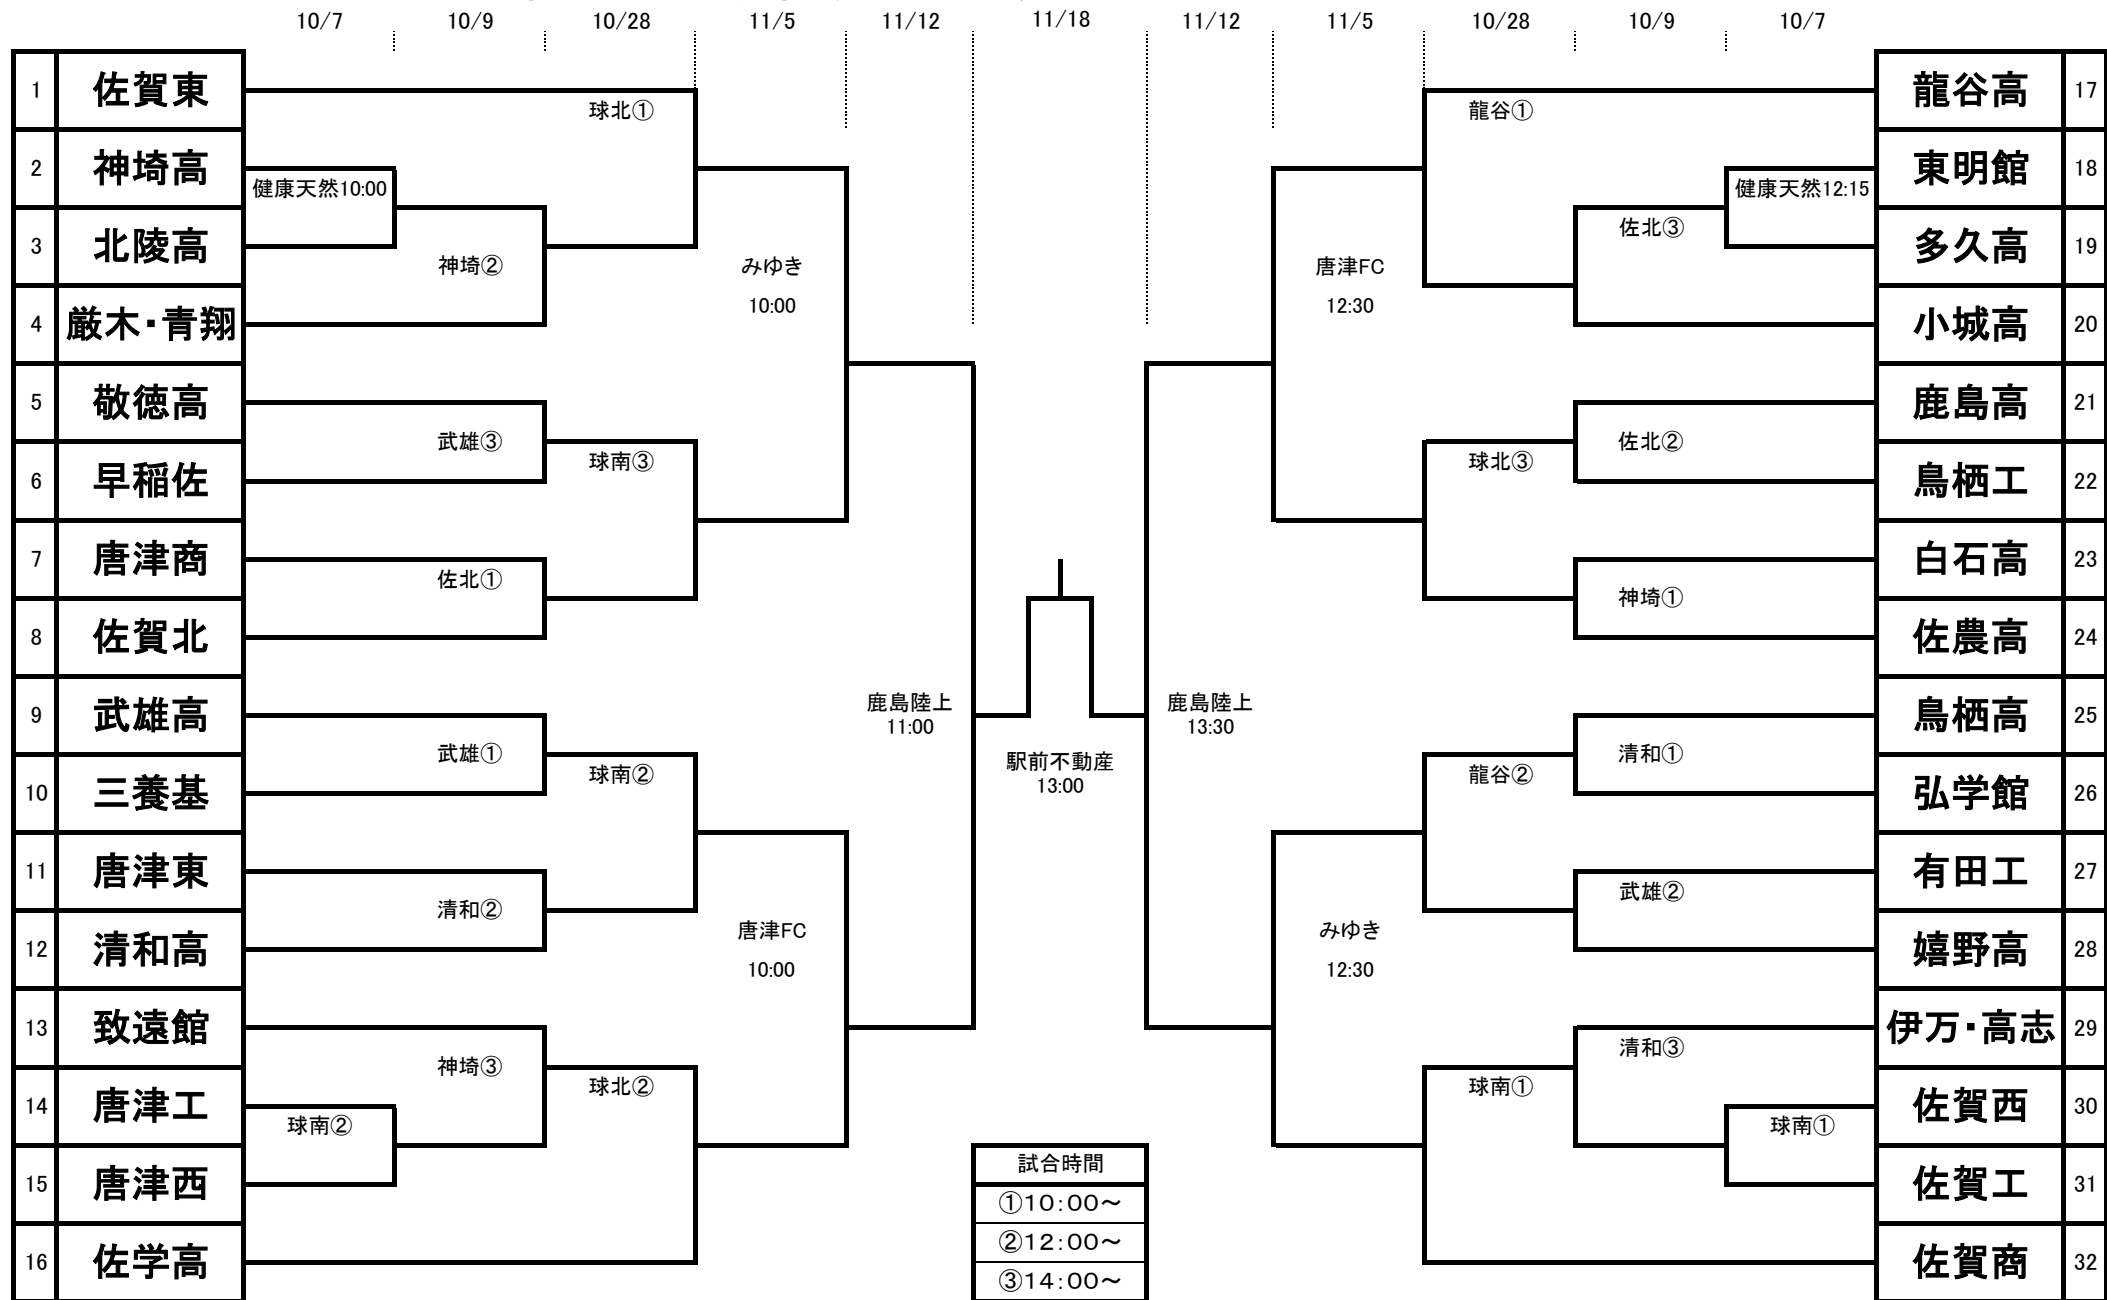 10/7 10/9 10/28 11/5 11/12 11/18 11/12 11/5 10/28 10/9 10/7
1 佐賀東
2 神埼高
3 北陵高
4 厳木・青翔
5 敬徳高
6 早稲佐
7 唐津商
8 佐賀北
9 武雄高
10 三養基
11 唐津東
12 清和高
13 致遠館
14 唐津工
15 唐津西
16 佐学高
健康天然10:00
球南②
神埼②
武雄③
佐北①
武雄①
清和②
神埼③
球北①
球南③
球南②
球北②
みゆき
10:00
唐津FC
10:00
鹿島陸上
11:00
駅前不動産
13:00
鹿島陸上
13:30
唐津FC
12:30
みゆき
12:30
龍谷①
球北③
龍谷②
球南①
佐北③
佐北②
神埼①
清和①
武雄②
清和③
健康天然12:15
球南①
龍谷高 17
東明館 18
多久高 19
小城高 20
鹿島高 21
鳥栖工 22
白石高 23
佐農高 24
鳥栖高 25
弘学館 26
有田工 27
嬉野高 28
伊万・高志 29
佐賀西 30
佐賀工 31
佐賀商 32
試合時間
①10:00～
②12:00～
③14:00～